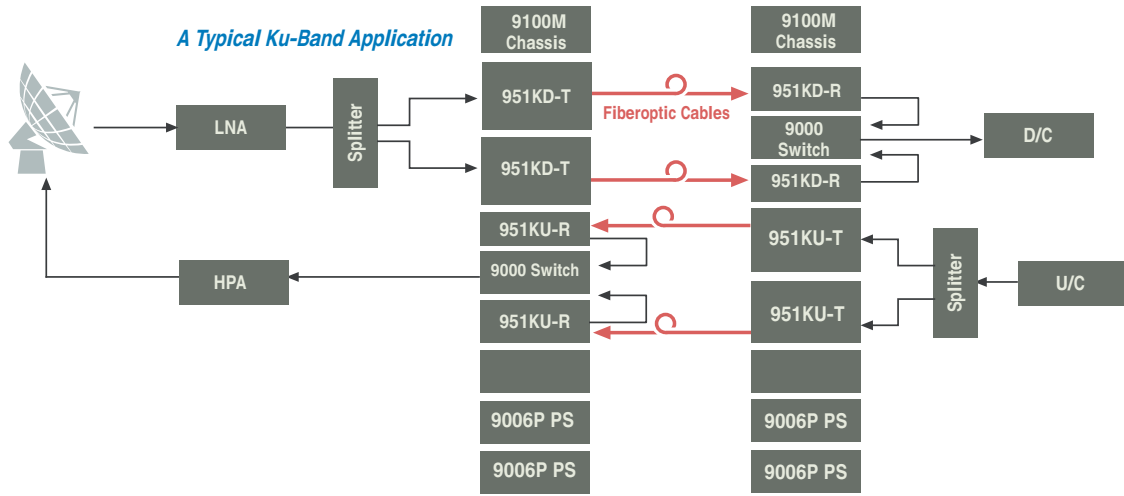 A Typical Ku-Band Application
9100M
Chassis
9100M
Chassis
LNA
Splitter
951KD-T
951KD-T
Fiberoptic Cables
951KD-R
9000
Switch
951KD-R
D/C
951KU-R
9000 Switch
951KU-R
HPA
951KU-T
951KU-T
Splitter
U/C
9006P PS
9006P PS
9006P PS
9006P PS